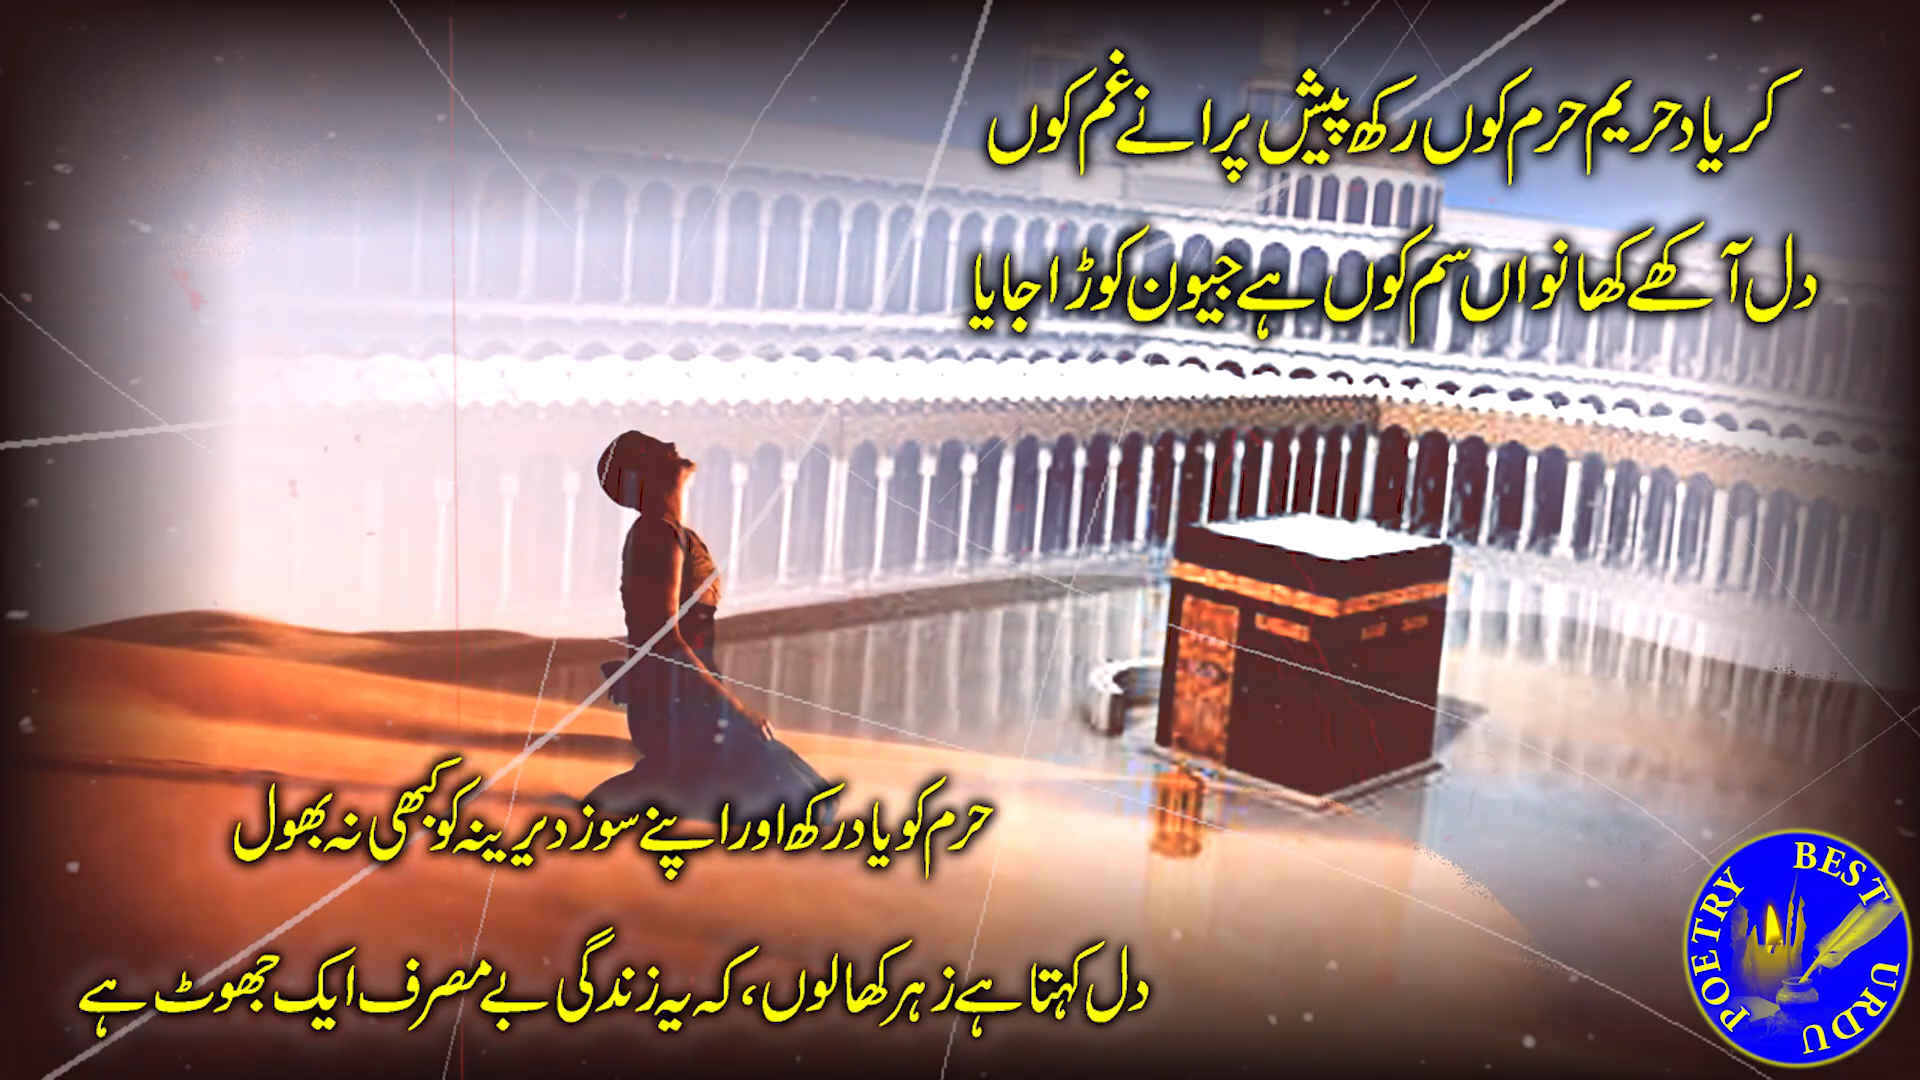 کر یاد حریم حرم کوں رکھ پیش پرانے غم کوں
دل آکھے کھانواں سم کوں ہے جیون کوڑا جایا
حرم کو یاد رکھ اور اپنے سوز دیرینہ کو کبھی نہ بھول
دل کہتا ہے زہر کھا لوں، کہ یہ زندگی بے مصرف ایک جھوٹ ہے
BEST URDU POETRY